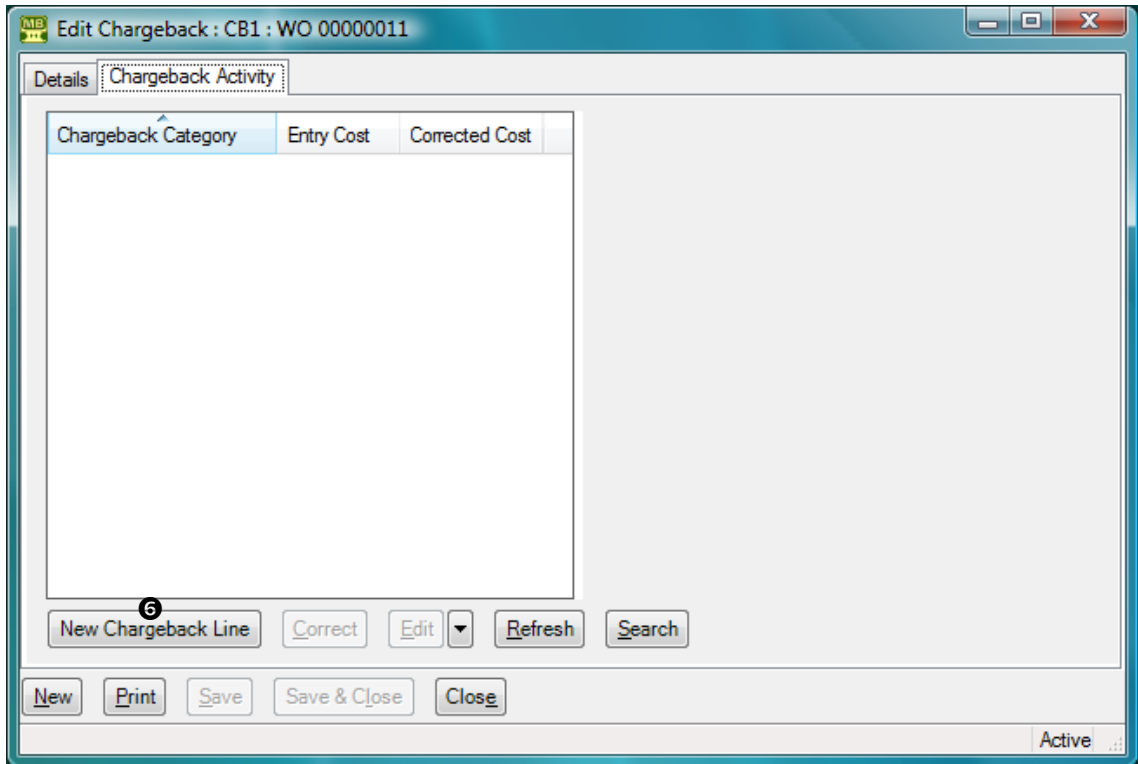 MB Edit Chargeback : CB1 : WO 00000011
Details Chargeback Activity
Chargeback Category Entry Cost Corrected Cost
6
New Chargeback Line Correct Edit Refresh Search
New Print Save Save & Close Close
Active